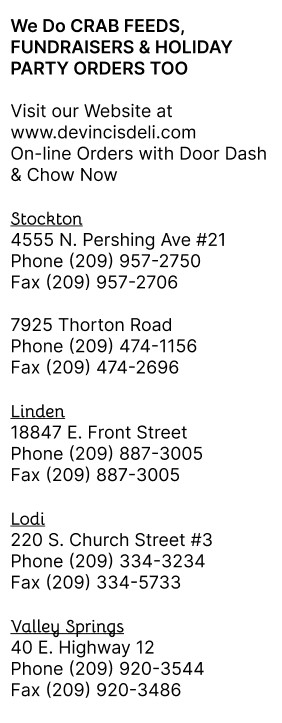 We Do CRAB FEEDS,
FUNDRAISERS & HOLIDAY
PARTY ORDERS TOO
Visit our Website at
www.devincisdeli.com
On-line Orders with Door Dash
& Chow Now
Stockton
4555 N. Pershing Ave #21
Phone (209) 957-2750
Fax (209) 957-2706
7925 Thorton Road
Phone (209) 474-1156
Fax (209) 474-2696
Linden
18847 E. Front Street
Phone (209) 887-3005
Fax (209) 887-3005
Lodi
220 S. Church Street #3
Phone (209) 334-3234
Fax (209) 334-5733
Valley Springs
40 E. Highway 12
Phone (209) 920-3544
Fax (209) 920-3486